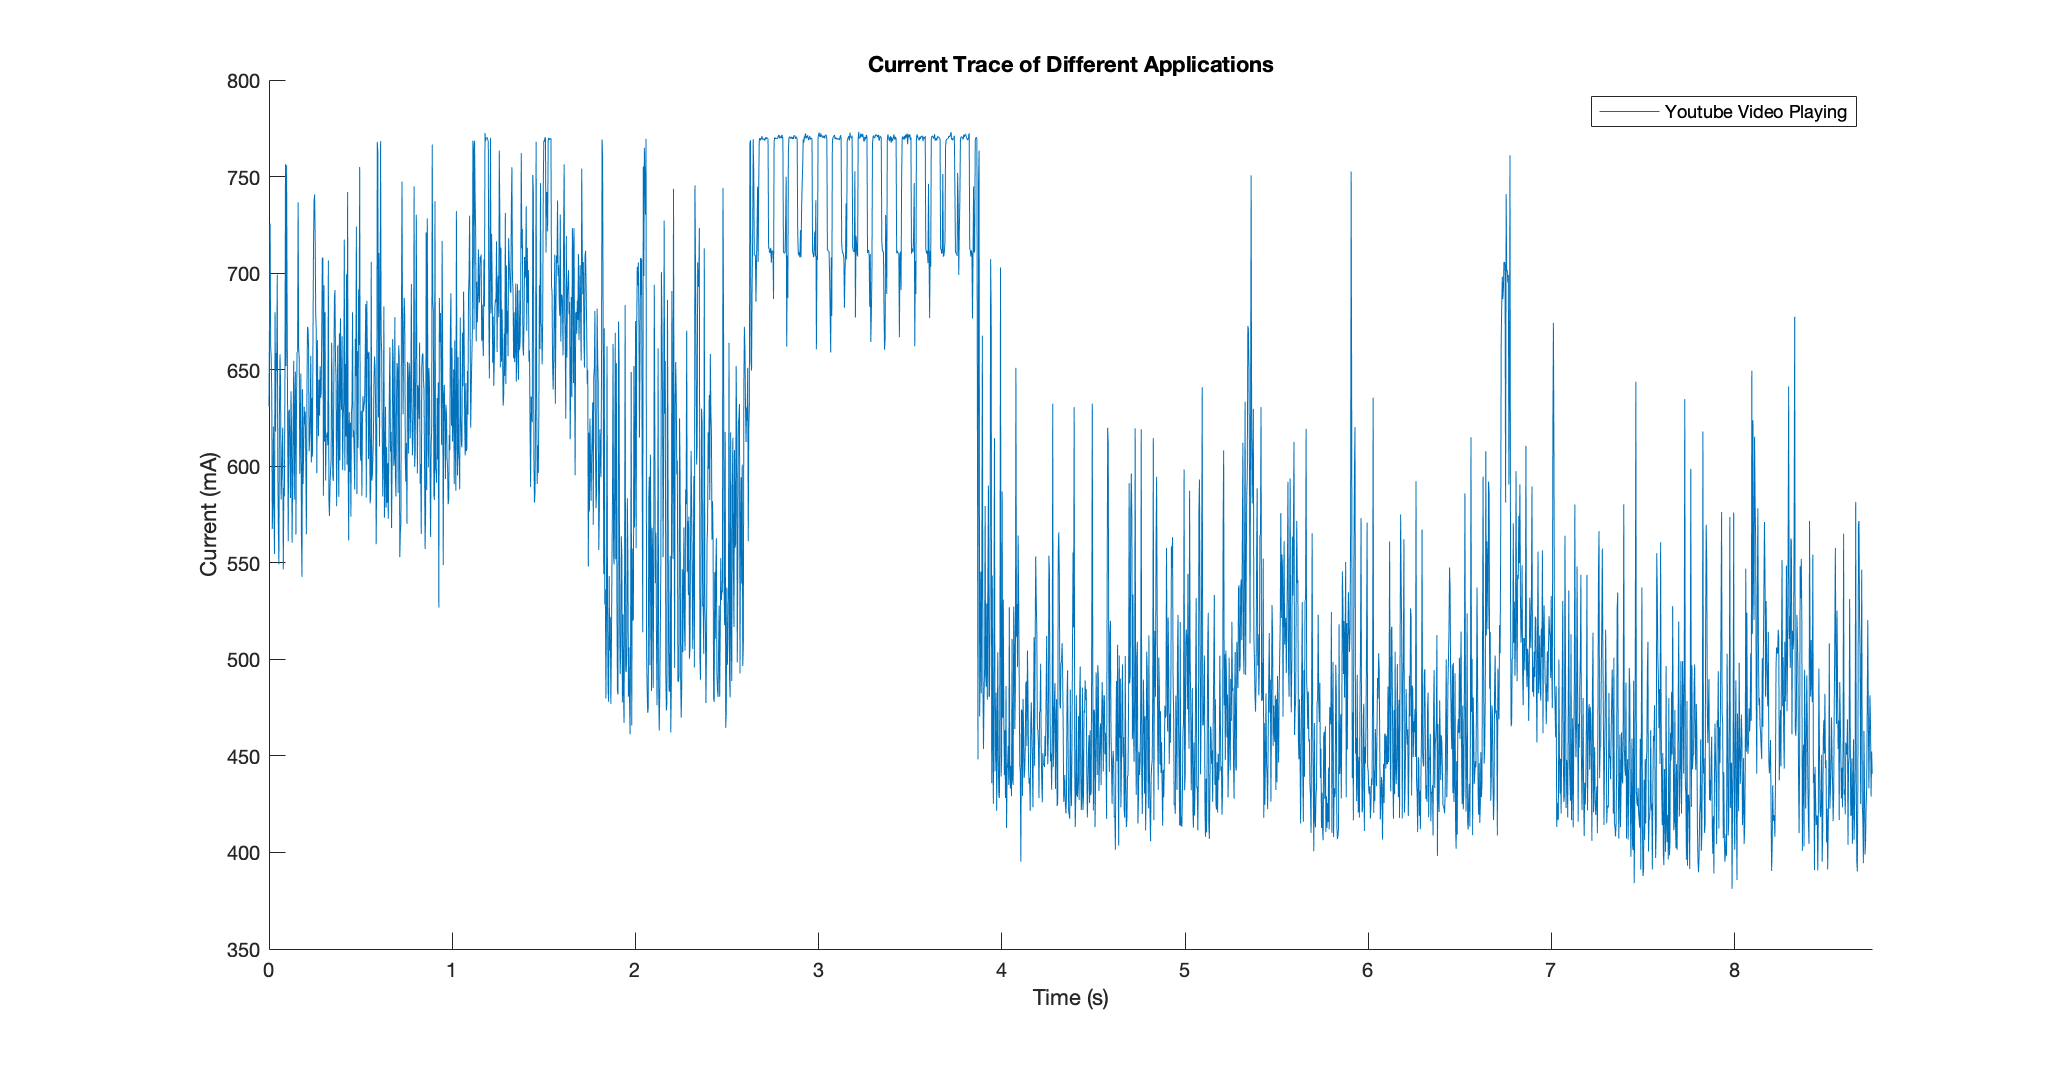 Current Trace of Different Applications
Youtube Video Playing
800
750
700
650
600
550
500
450
400
350
Current (mA)
0 1 2 3 4 5 6 7 8
Time (s)